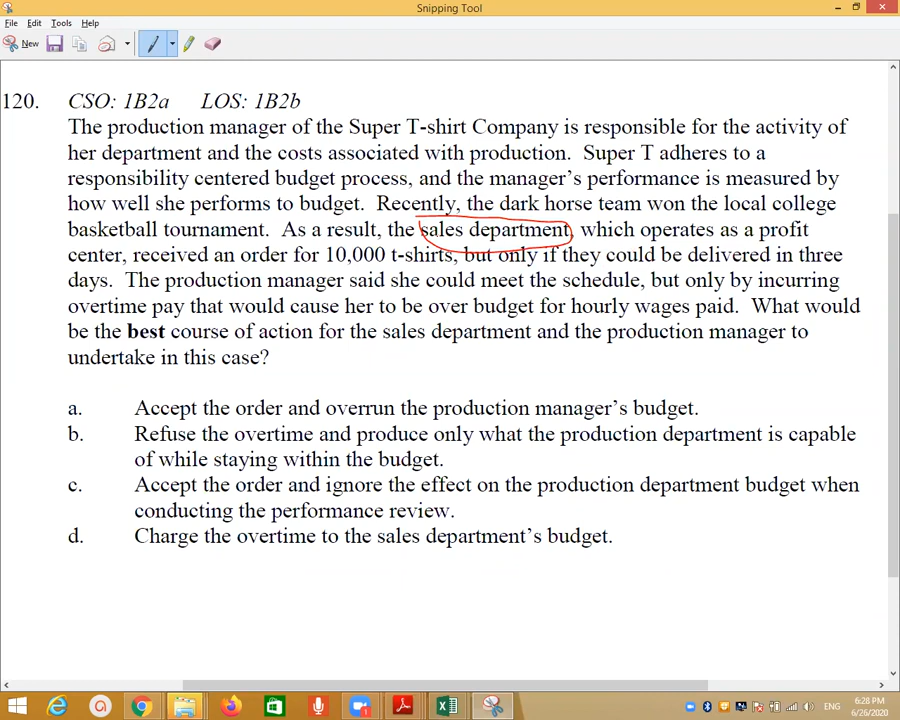 Snipping Tool
File Edit Tools Help
New
120. CSO: 1B2a LOS: 1B2b
The production manager of the Super T-shirt Company is responsible for the activity of
her department and the costs associated with production. Super T adheres to a
responsibility centered budget process, and the manager's performance is measured by
how well she performs to budget. Recently, the dark horse team won the local college
basketball tournament. As a result, the sales department, which operates as a profit
center, received an order for 10,000 t-shirts, but only if they could be delivered in three
days. The production manager said she could meet the schedule, but only by incurring
overtime pay that would cause her to be over budget for hourly wages paid. What would
be the best course of action for the sales department and the production manager to
undertake in this case?
a. Accept the order and overrun the production manager's budget.
b. Refuse the overtime and produce only what the production department is capable
of while staying within the budget.
c. Accept the order and ignore the effect on the production department budget when
conducting the performance review.
d. Charge the overtime to the sales department's budget.
ENG
6:28 PM
6/26/2020